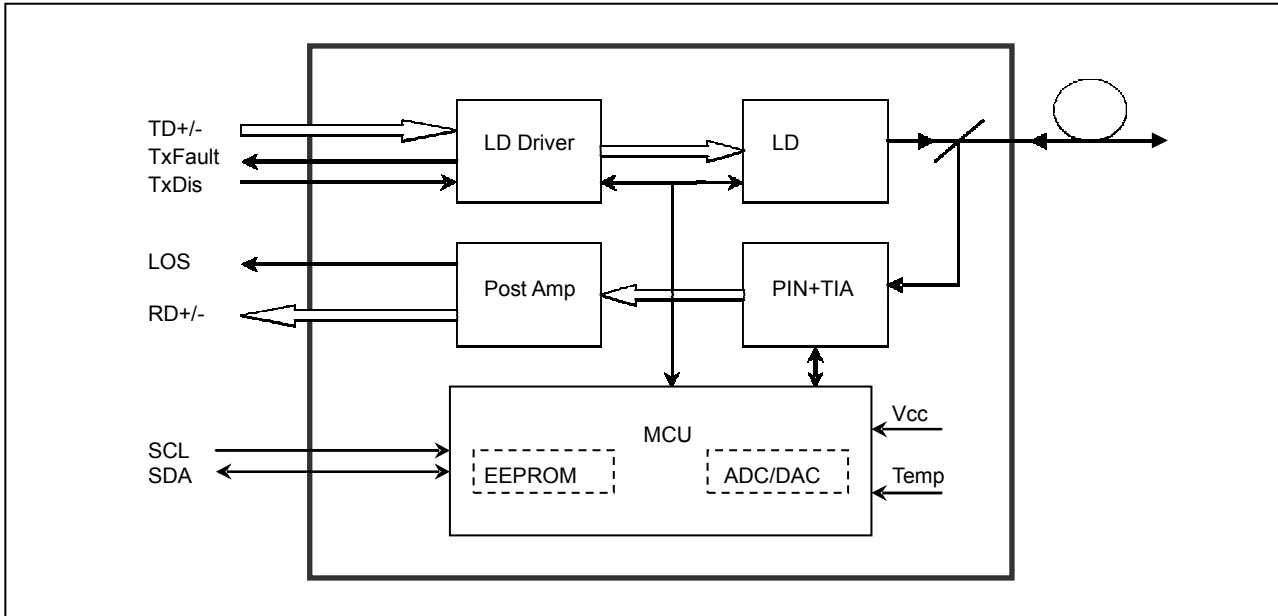 TD+/-
TxFault
TxDis
LD Driver
LD
LOS
RD+/-
Post Amp
PIN+TIA
SCL
SDA
MCU
EEPROM
ADC/DAC
Vcc
Temp